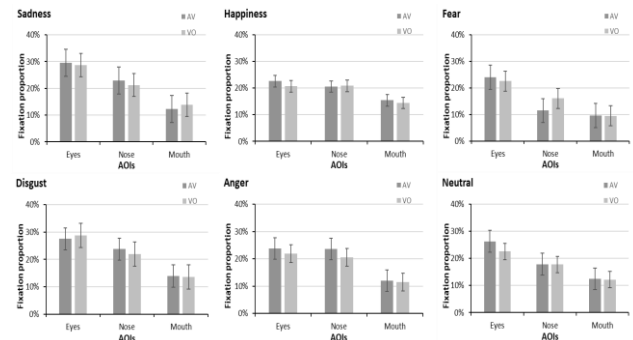 Sadness
AV
VO
Fixation proportion
40%
30%
20%
10%
0%
Eyes Nose Mouth
AOIs
Happiness
AV
VO
Fixation proportion
40%
30%
20%
10%
0%
Eyes Nose Mouth
AOIs
Fear
AV
VO
Fixation proportion
40%
30%
20%
10%
0%
Eyes Nose Mouth
AOIs
Disgust
AV
VO
Fixation proportion
40%
30%
20%
10%
0%
Eyes Nose Mouth
AOIs
Anger
AV
VO
Fixation proportion
40%
30%
20%
10%
0%
Eyes Nose Mouth
AOIs
Neutral
AV
VO
Fixation proportion
40%
30%
20%
10%
0%
Eyes Nose Mouth
AOIs